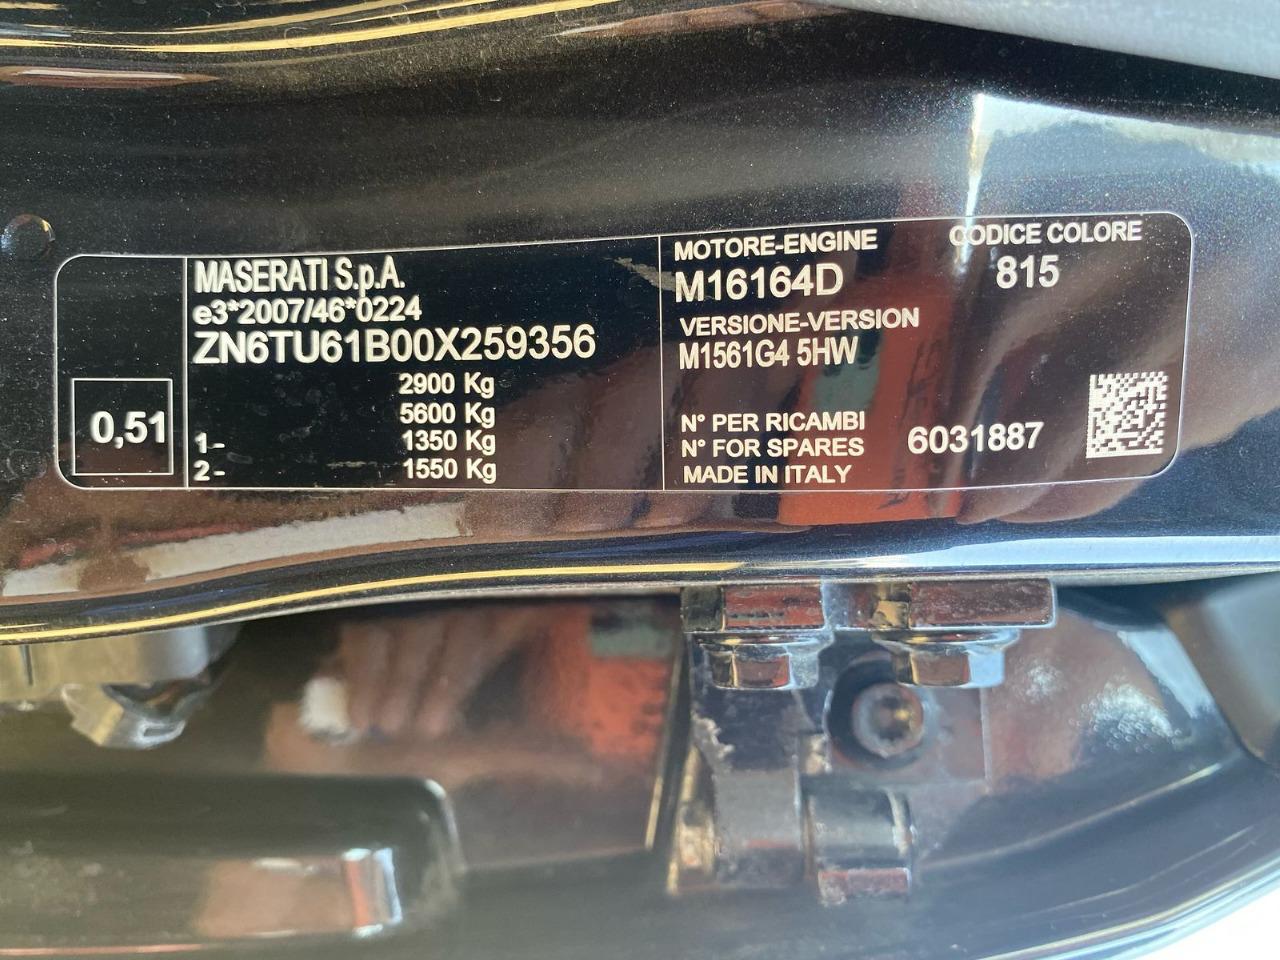 MASERATI S.p.A.
e3*2007/46*0224
ZN6TU61B00X259356
2900 Kg
5600 Kg
1- 1350 Kg
2- 1550 Kg
0,51
MOTORE-ENGINE
M16164D
CODICE COLORE
815
VERSIONE-VERSION
M1561G4 5HW
N° PER RICAMBI
N° FOR SPARES
6031887
MADE IN ITALY